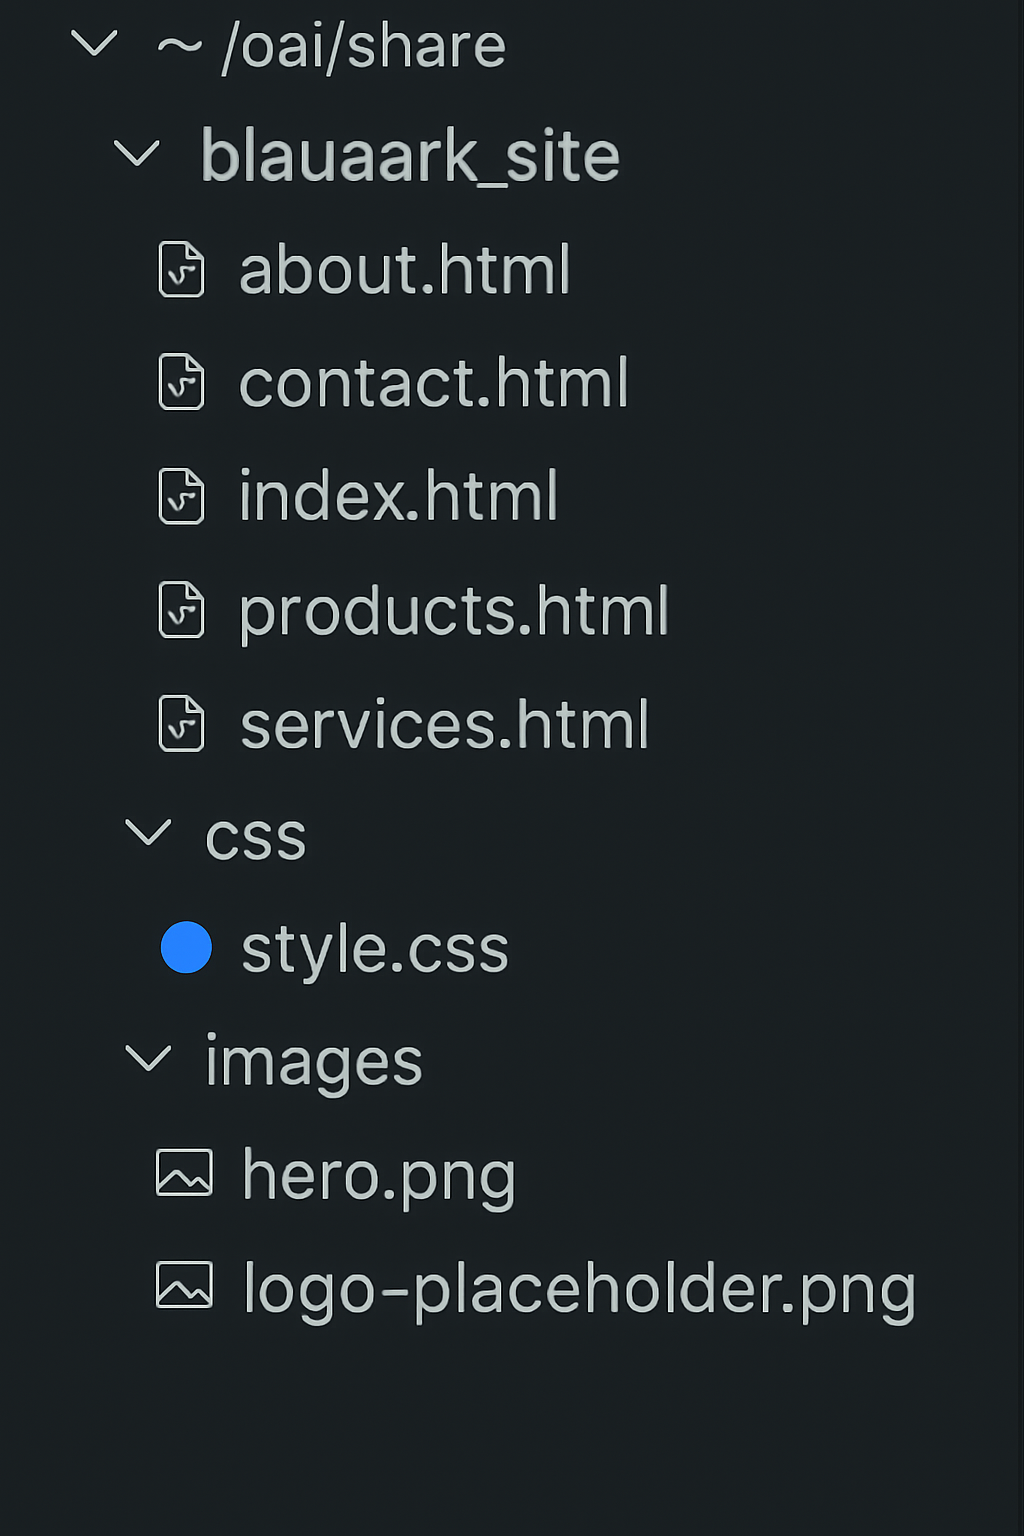 ~ /oai/share
blauaark_site
about.html
contact.html
index.html
products.html
services.html
css
style.css
images
hero.png
logo-placeholder.png